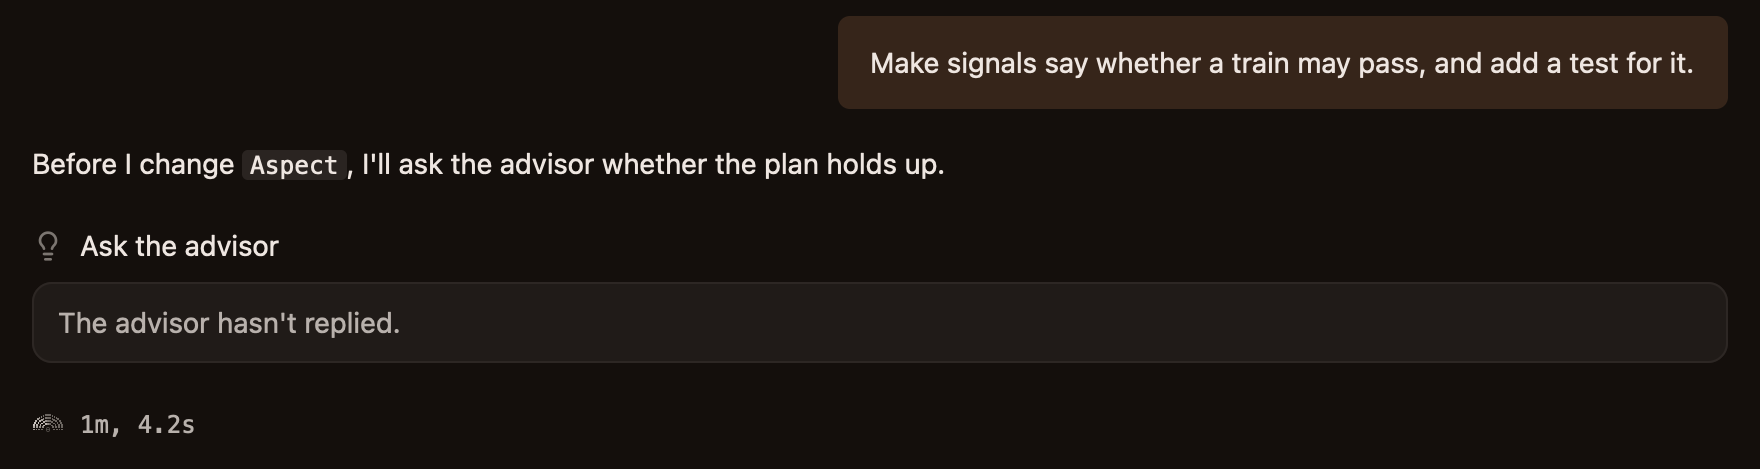 Make signals say whether a train may pass, and add a test for it.
Before I change Aspect, I'll ask the advisor whether the plan holds up.
Ask the advisor
The advisor hasn't replied.
1m, 4.2s